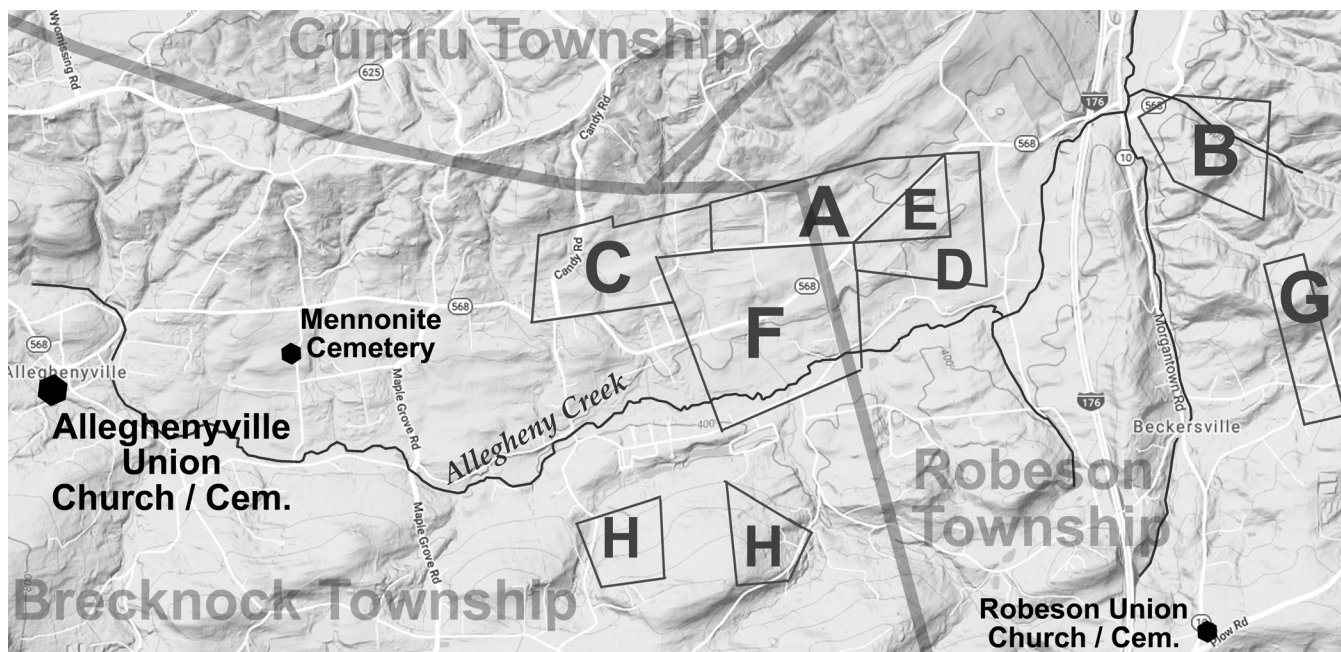 Cumru Township
Wyomissing Rd
625
Candy Rd
176
568
568
10
B
A
E
C
Candy Rd
D
568
G
568
F
Mennonite
Cemetery
568
Alleghenyville
Morgantown Rd
Maple Grove Rd
Allegheny Creek
400'
400'
176
Beckersville
Alleghenyville
Union
Church / Cem.
Robeson
Township
Maple Grove Rd
H
H
Brecknock Township
Robeson Union
Church / Cem.
10
Plow Rd